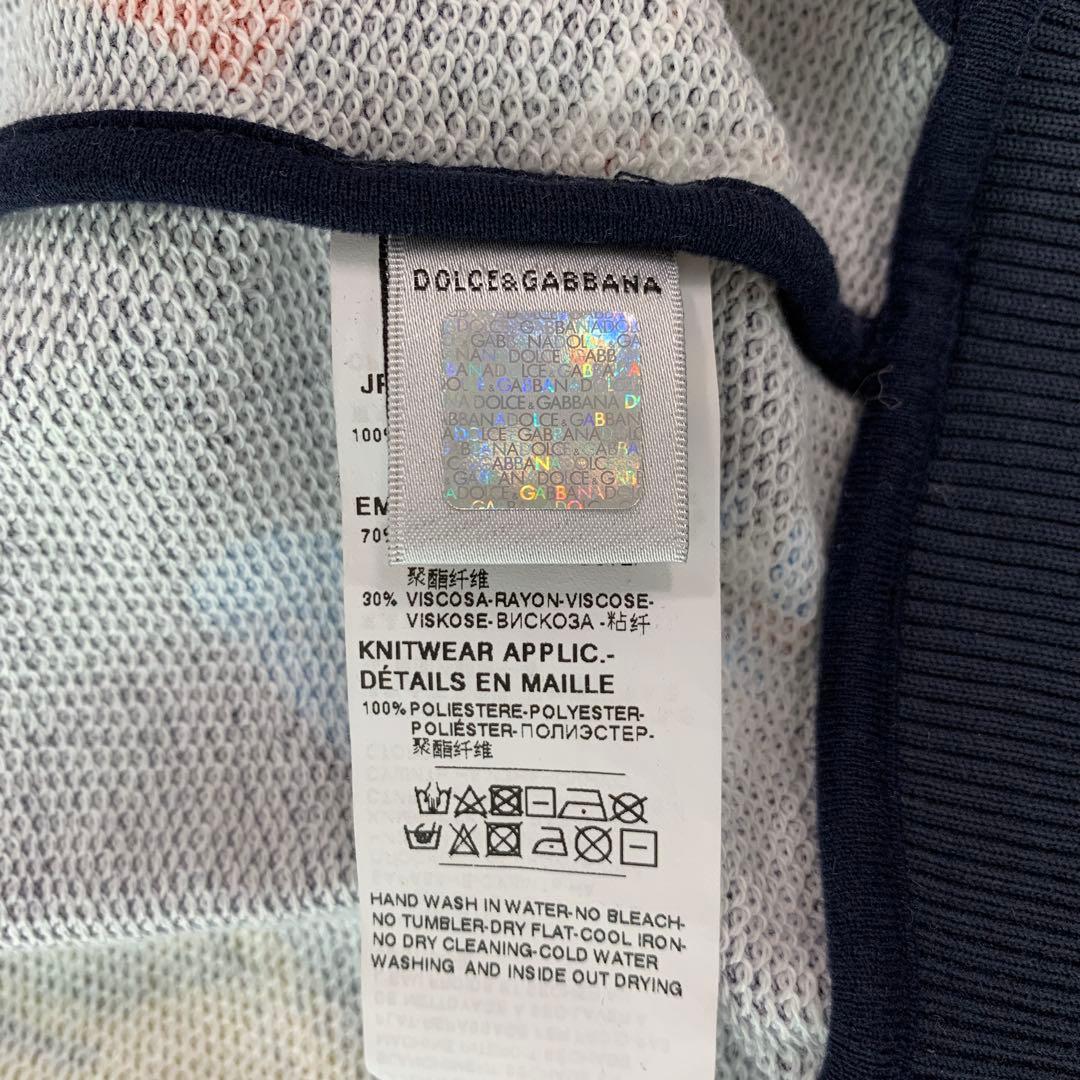 DOLCE&GABBANA
DOLCE&GABBANA
100%
70%
聚酯纤维
30% VISCOSA-RAYON-VISCOSE-
VISKOSE-ВИСКОЗА -粘纤
KNITWEAR APPLIC.-
DÉTAILS EN MAILLE
100% POLIESTERE-POLYESTER-
POLIÉSTER-ПОЛИЭСТЕР-
聚酯纤维
HAND WASH IN WATER-NO BLEACH-
NO TUMBLER-DRY FLAT-COOL IRON-
NO DRY CLEANING-COLD WATER
WASHING AND INSIDE OUT DRYING